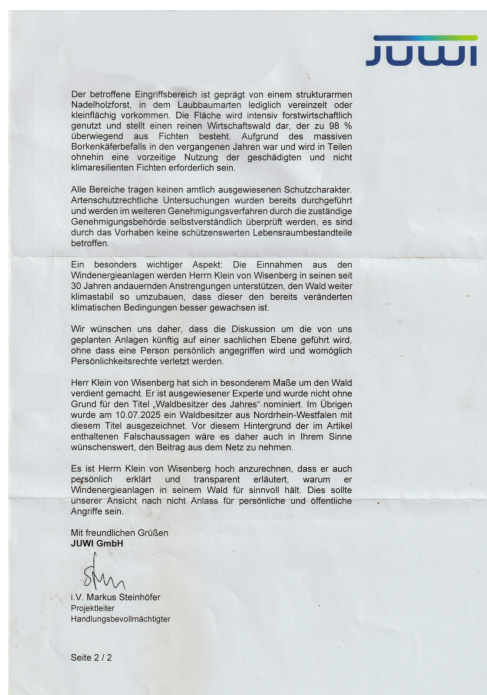 JUWI
Der betroffene Eingriffsbereich ist geprägt von einem strukturarmen
Nadelholzforst, in dem Laubbaumarten lediglich vereinzelt oder
kleinflächig vorkommen. Die Fläche wird intensiv forstwirtschaftlich
genutzt und stellt einen reinen Wirtschaftswald dar, der zu 98 %
überwiegend aus Fichten besteht. Aufgrund des massiven
Borkenkäferbefalls in den vergangenen Jahren war und wird in Teilen
ohnehin eine vorzeitige Nutzung der geschädigten und nicht
klimaresilienten Fichten erforderlich sein.
Alle Bereiche tragen keinen amtlich ausgewiesenen Schutzcharakter.
Artenschutzrechtliche Untersuchungen wurden bereits durchgeführt
und werden im weiteren Genehmigungsverfahren durch die zuständige
Genehmigungsbehörde selbstverständlich überprüft werden, es sind
durch das Vorhaben keine schützenswerten Lebensraumbestandteile
betroffen.
Ein besonders wichtiger Aspekt: Die Einnahmen aus den
Windenergieanlagen werden Herrn Klein von Wisenberg in seinen seit
30 Jahren andauernden Anstrengungen unterstützen, den Wald weiter
klimastabil so umzubauen, dass dieser den bereits veränderten
klimatischen Bedingungen besser gewachsen ist.
Wir wünschen uns daher, dass die Diskussion um die von uns
geplanten Anlagen künftig auf einer sachlichen Ebene geführt wird,
ohne dass eine Person persönlich angegriffen wird und womöglich
Persönlichkeitsrechte verletzt werden.
Herr Klein von Wisenberg hat sich in besonderem Maße um den Wald
verdient gemacht. Er ist ausgewiesener Experte und wurde nicht ohne
Grund für den Titel „Waldbesitzer des Jahres“ nominiert. Im Übrigen
wurde am 10.07.2025 ein Waldbesitzer aus Nordrhein-Westfalen mit
diesem Titel ausgezeichnet. Vor diesem Hintergrund der im Artikel
enthaltenen Falschaussagen wäre es daher auch in Ihrem Sinne
wünschenswert, den Beitrag aus dem Netz zu nehmen.
Es ist Herrn Klein von Wisenberg hoch anzurechnen, dass er auch
persönlich erklärt und transparent erläutert, warum er
Windenergieanlagen in seinem Wald für sinnvoll hält. Dies sollte
unserer Ansicht nach nicht Anlass für persönliche und öffentliche
Angriffe sein.
Mit freundlichen Grüßen
JUWI GmbH
i.V. Markus Steinhöfer
Projektleiter
Handlungsbevollmächtigter
Seite 2 / 2